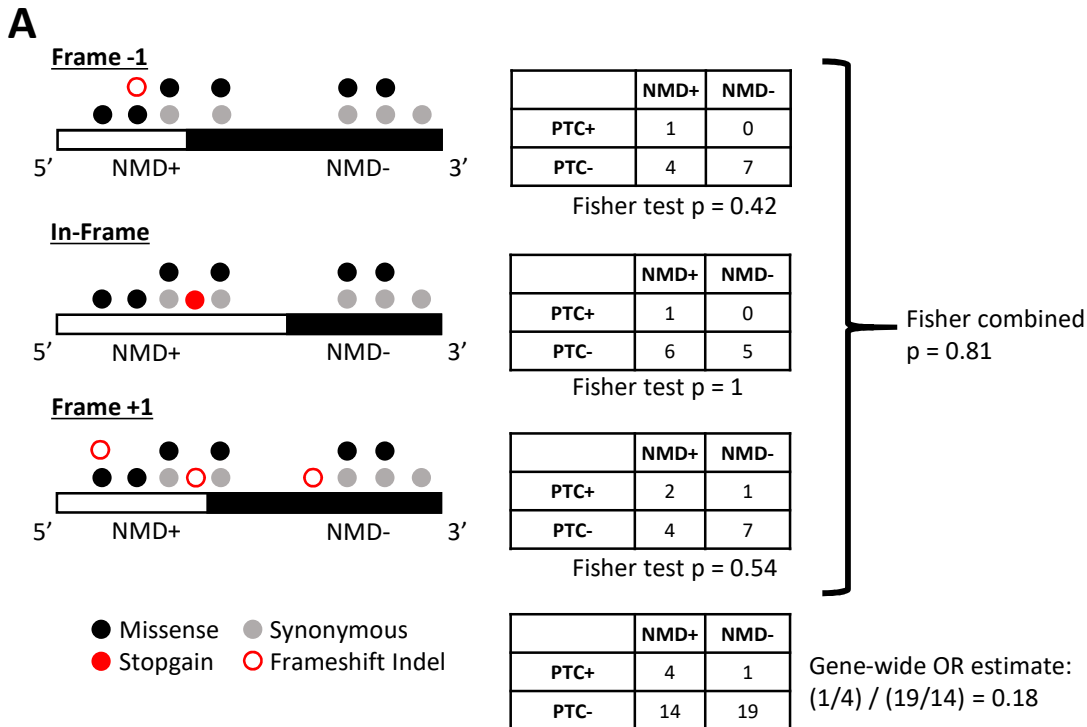 A
Frame -1
5’ NMD+ NMD- 3’
NMD+ NMD-
PTC+ 1 0
PTC- 4 7
Fisher test p = 0.42
In-Frame
5’ NMD+ NMD- 3’
NMD+ NMD-
PTC+ 1 0
PTC- 6 5
Fisher test p = 1
Frame +1
5’ NMD+ NMD- 3’
NMD+ NMD-
PTC+ 2 1
PTC- 4 7
Fisher test p = 0.54
Fisher combined
p = 0.81
Missense Synonymous
Stopgain Frameshift Indel
NMD+ NMD-
PTC+ 4 1
PTC- 14 19
Gene-wide OR estimate:
(1/4) / (19/14) = 0.18